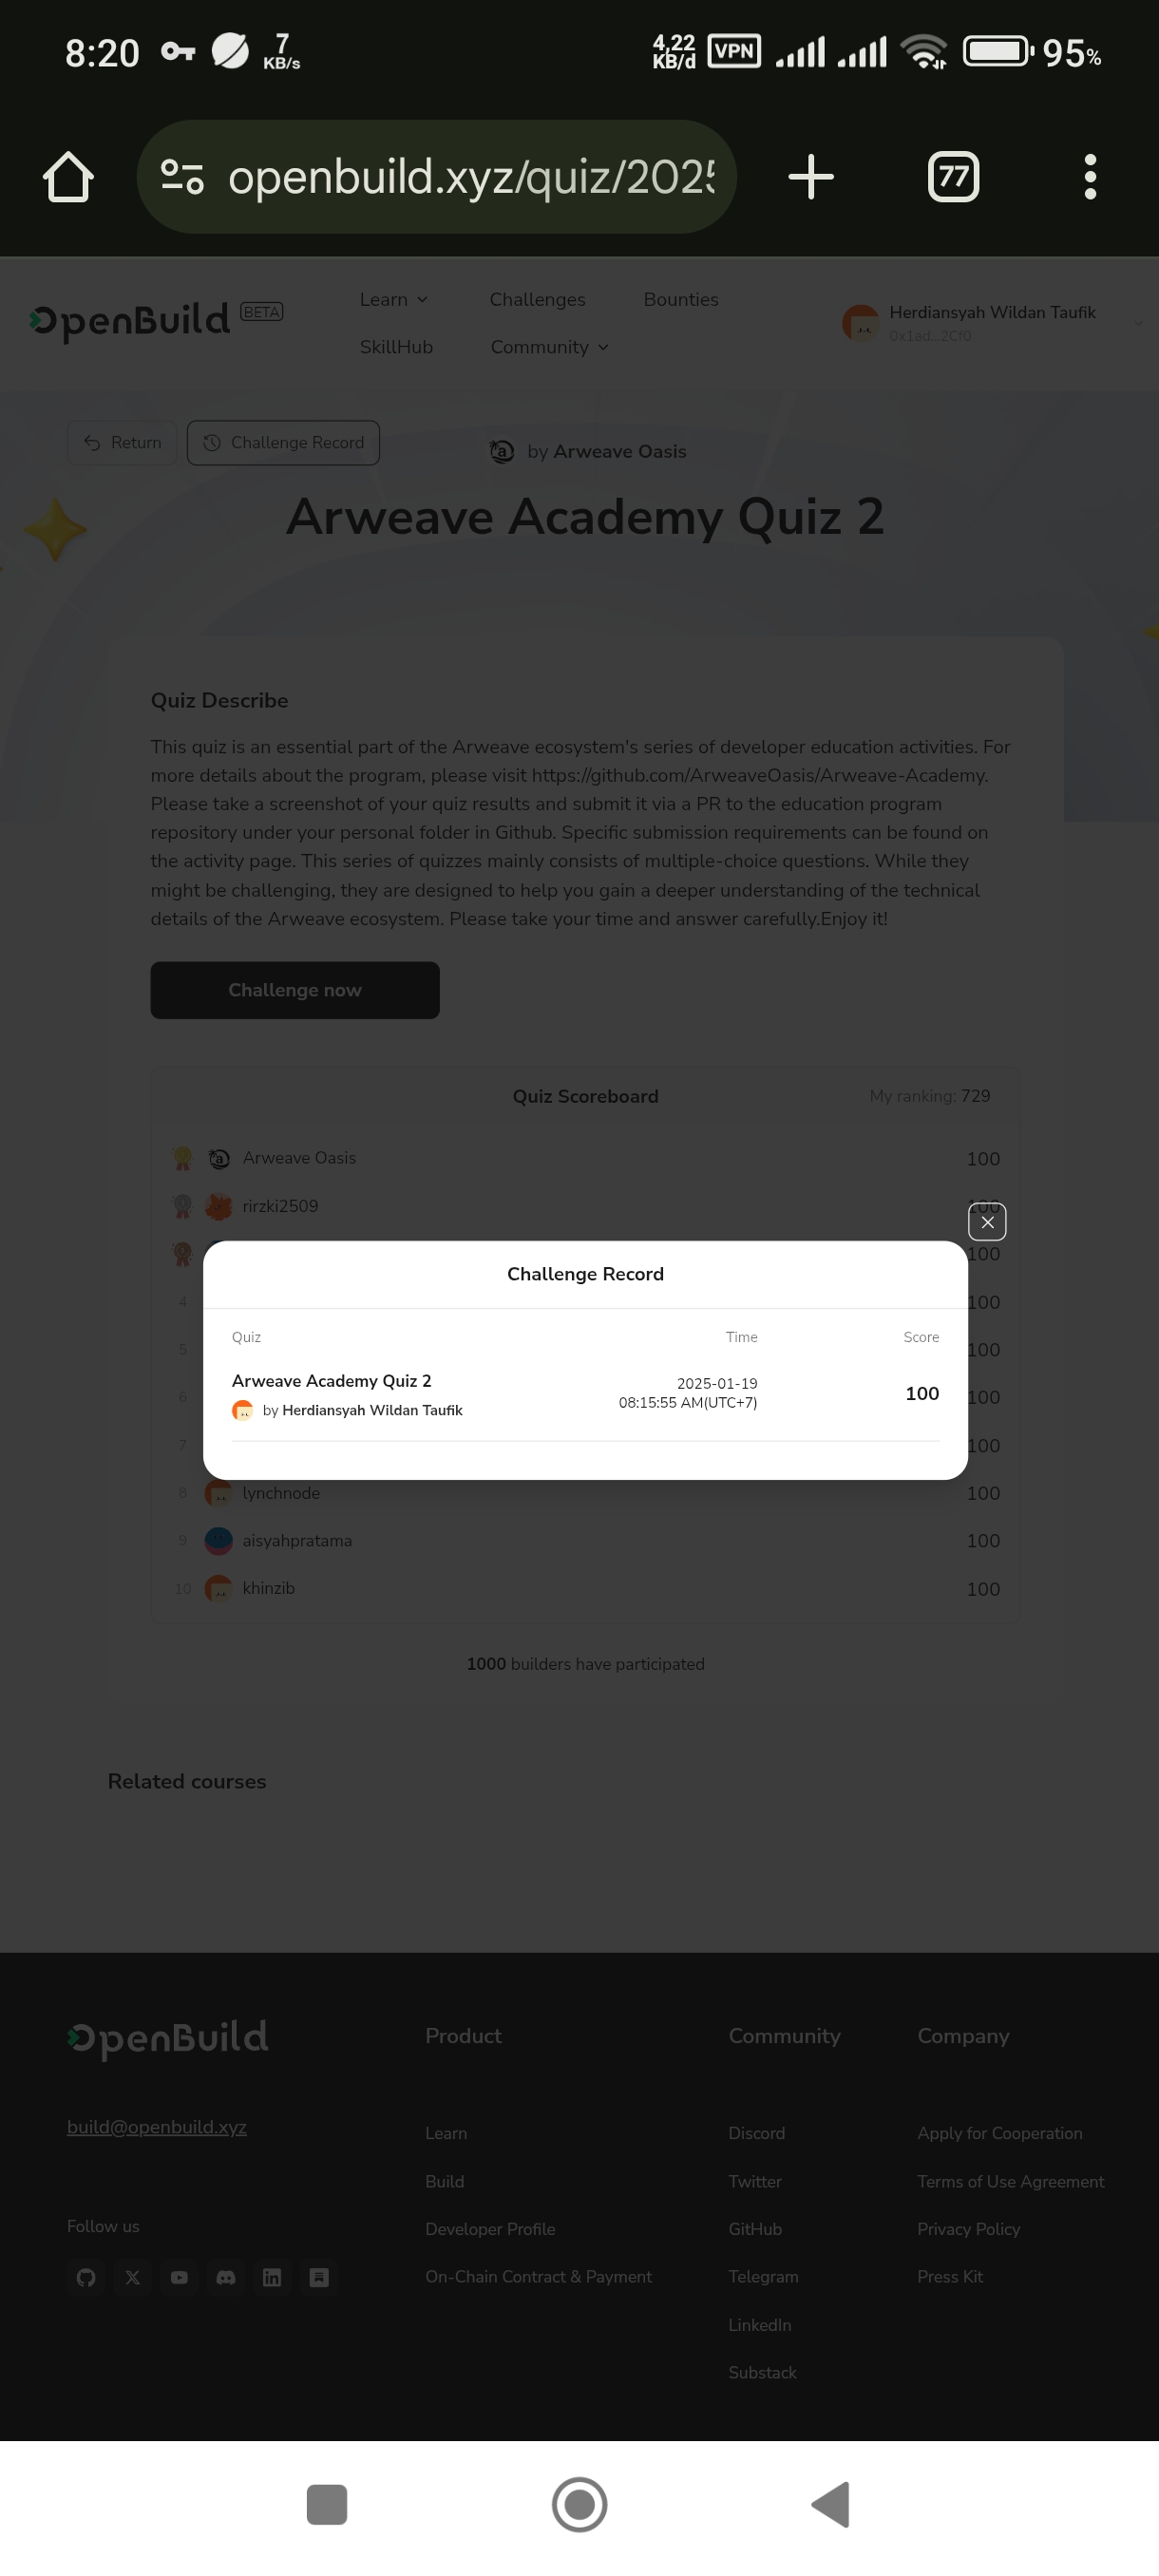 8:20
7
KB/s
4,22
KB/d
VPN
95%
openbuild.xyz/quiz/2025
77
OpenBuild BETA
Learn
Challenges
Bounties
SkillHub
Community
Herdiansyah Wildan Taufik
0x1ad...2Cf0
Return
Challenge Record
by Arweave Oasis
Arweave Academy Quiz 2
Quiz Describe
This quiz is an essential part of the Arweave ecosystem's series of developer education activities. For
more details about the program, please visit https://github.com/ArweaveOasis/Arweave-Academy.
Please take a screenshot of your quiz results and submit it via a PR to the education program
repository under your personal folder in Github. Specific submission requirements can be found on
the activity page. This series of quizzes mainly consists of multiple-choice questions. While they
might be challenging, they are designed to help you gain a deeper understanding of the technical
details of the Arweave ecosystem. Please take your time and answer carefully.Enjoy it!
Challenge now
Quiz Scoreboard
My ranking: 729
Arweave Oasis 100
rirzki2509 100
100
4 100
5 100
6 100
7 100
Challenge Record
Quiz Time Score
Arweave Academy Quiz 2
by Herdiansyah Wildan Taufik
2025-01-19
08:15:55 AM(UTC+7)
100
8 lynchnode 100
9 aisyahpratama 100
10 khinzib 100
1000 builders have participated
Related courses
OpenBuild
build@openbuild.xyz
Follow us
Product
Learn
Build
Developer Profile
On-Chain Contract & Payment
Community
Discord
Twitter
GitHub
Telegram
LinkedIn
Substack
Company
Apply for Cooperation
Terms of Use Agreement
Privacy Policy
Press Kit